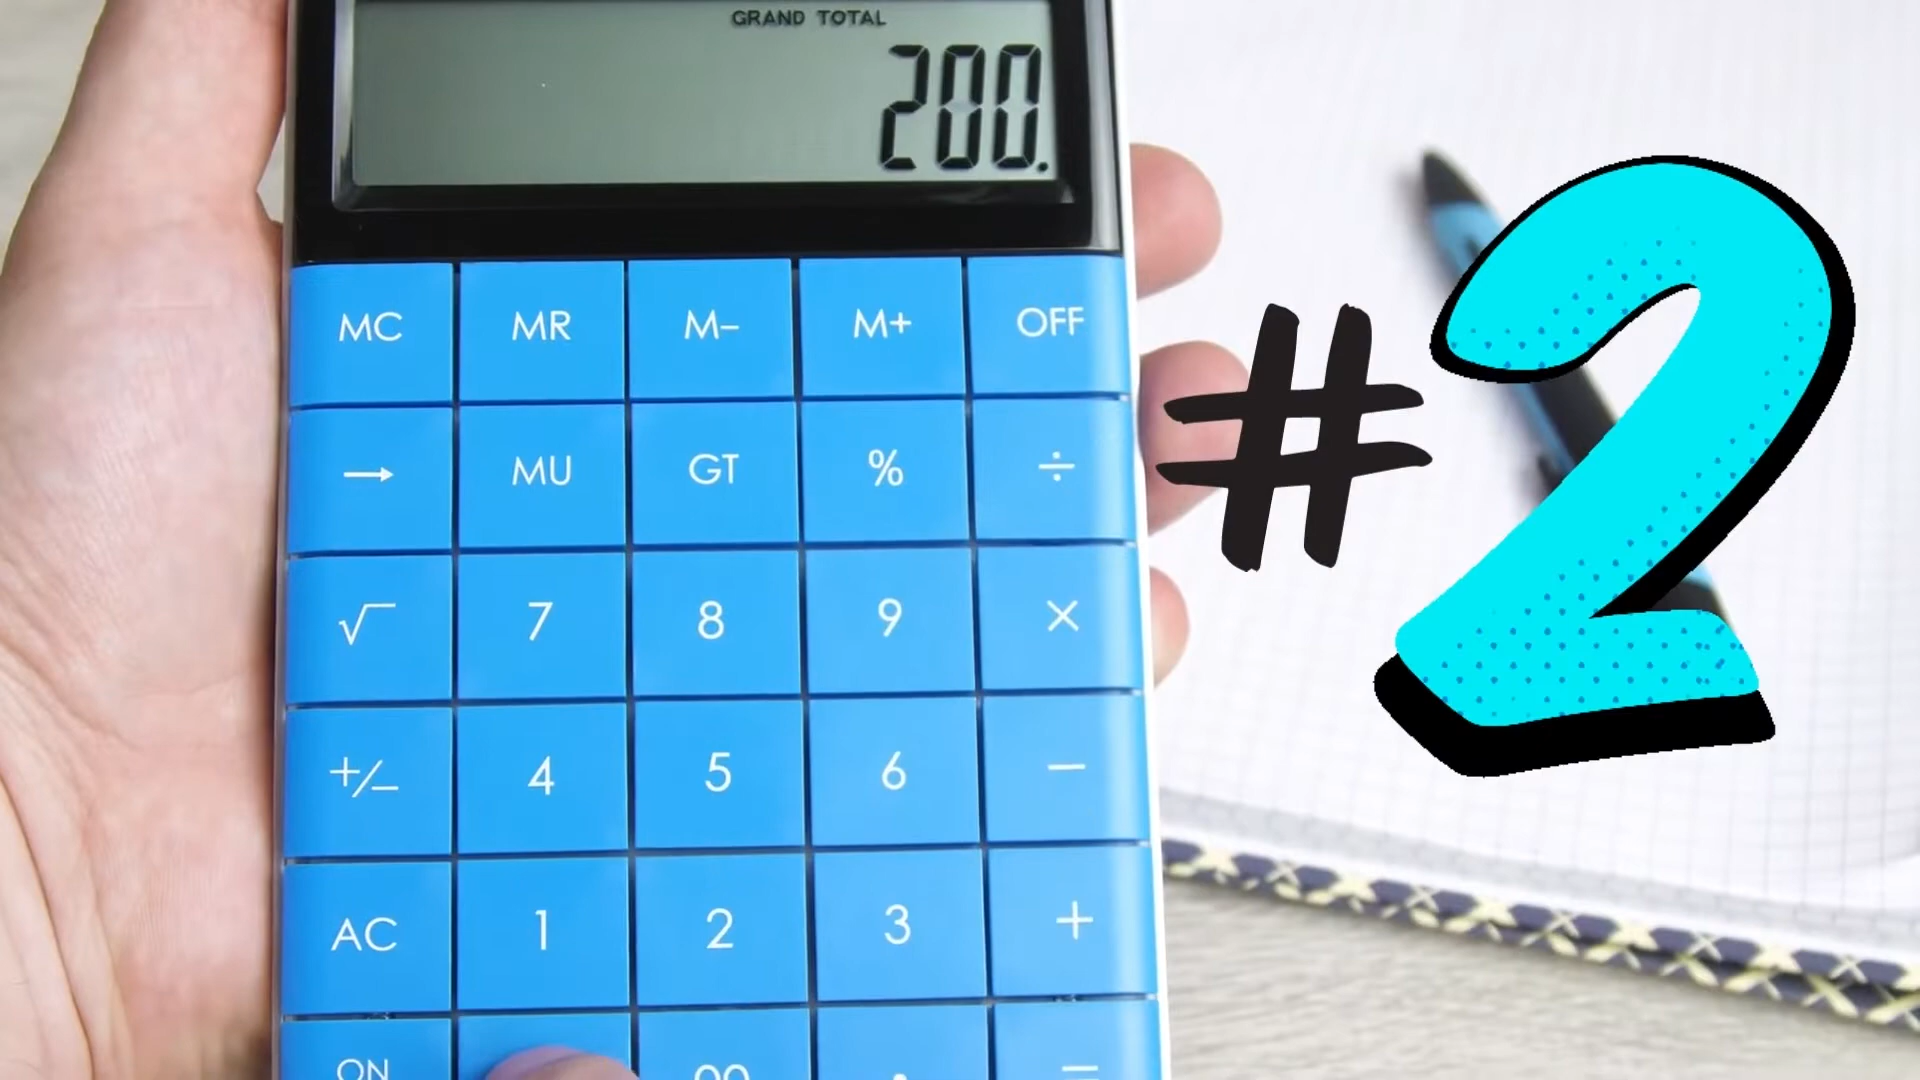 GRAND TOTAL
200.
#2
MC MR M− M+ OFF
→ MU GT % ÷
√ 7 8 9 ×
+/− 4 5 6 −
AC 1 2 3 +
ON 00 . =